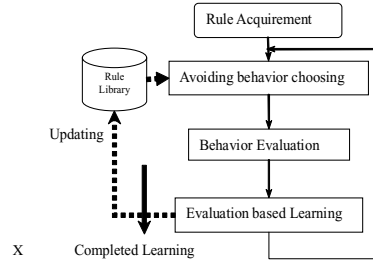 Rule Acquirement
Rule
Library
Avoiding behavior choosing
Updating
Behavior Evaluation
Evaluation based Learning
X Completed Learning